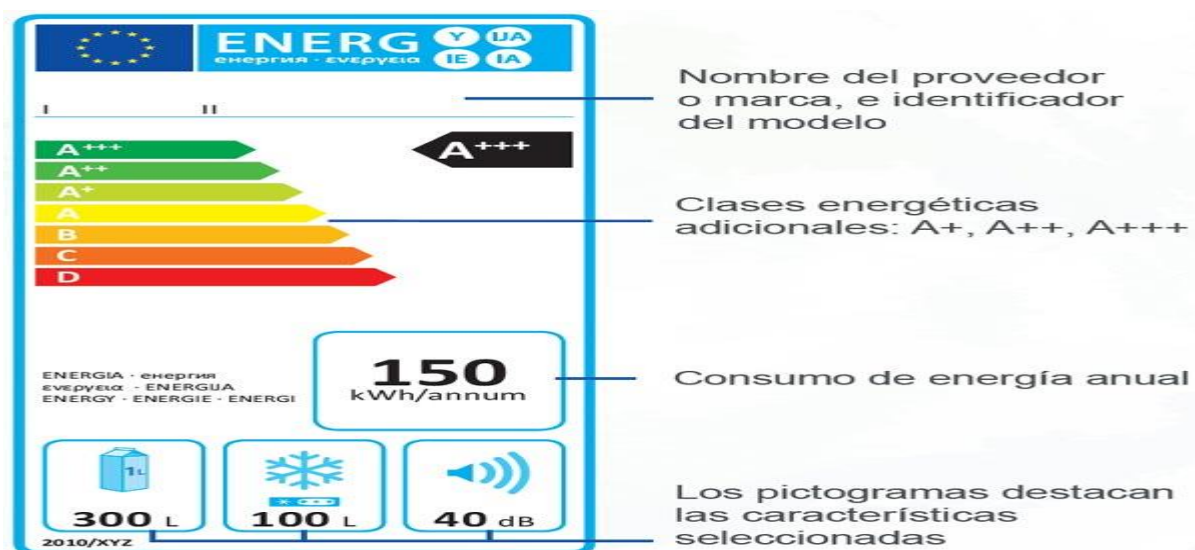 ENERG Y IJA
енергия · ενεργεια IE IA
I II
Nombre del proveedor
o marca, e identificador
del modelo
A+++
A+++
A++
A+
A
B
C
D
Clases energéticas
adicionales: A+, A++, A+++
ENERGIA · енергия
ενεργεια · ENERGIJA
ENERGY · ENERGIE · ENERGI
150
kWh/annum
Consumo de energía anual
1L
300 L
100 L
40 dB
Los pictogramas destacan
las características
seleccionadas
2010/XYZ